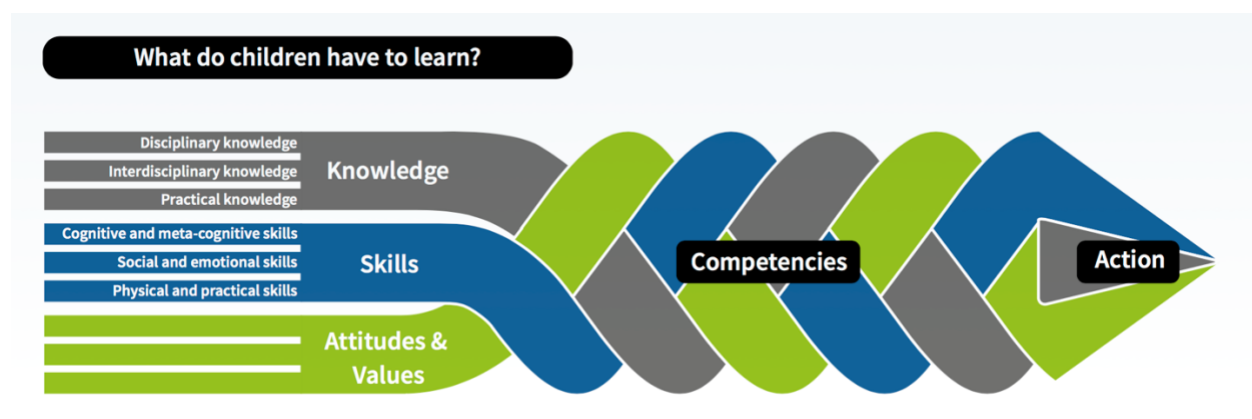 What do children have to learn?
Disciplinary knowledge
Interdisciplinary knowledge
Practical knowledge
Knowledge
Cognitive and meta-cognitive skills
Social and emotional skills
Physical and practical skills
Skills
Attitudes &
Values
Competencies
Action